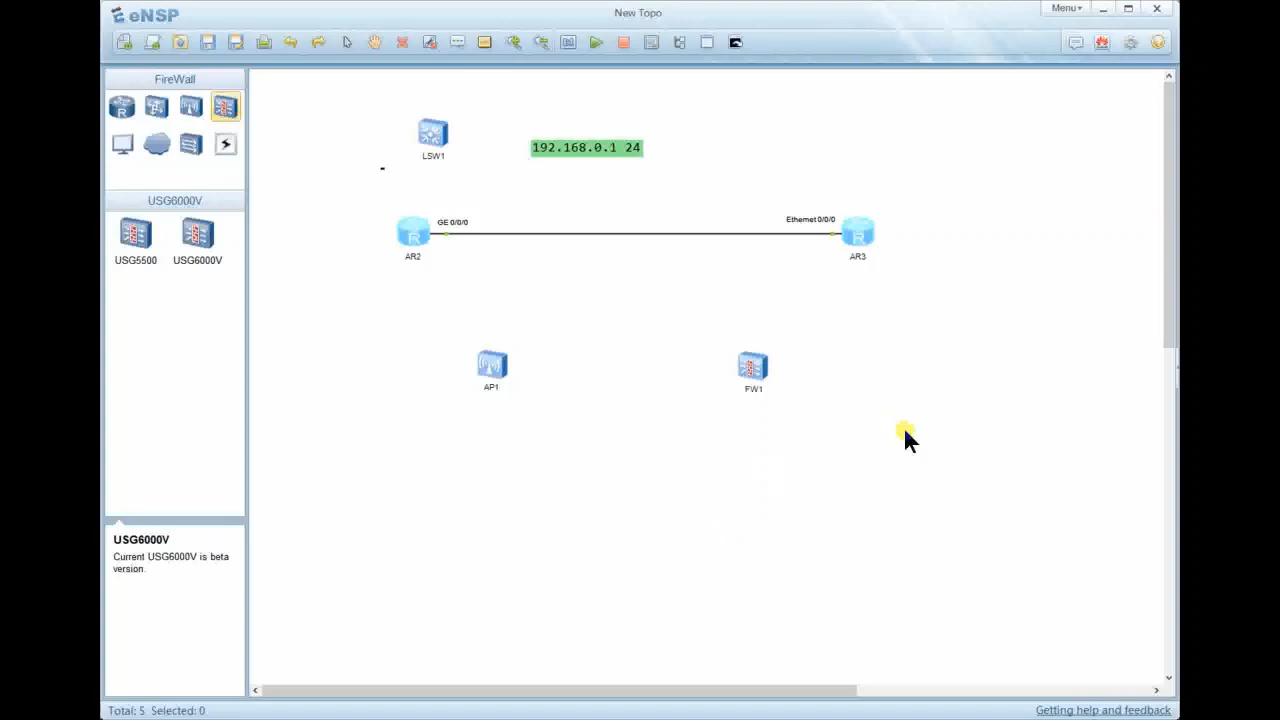 eNSP
New Topo
Menu
FireWall
USG6000V
USG5500
USG6000V
USG6000V
Current USG6000V is beta
version.
LSW1
192.168.0.1 24
-
GE 0/0/0
Ethernet 0/0/0
R
R
AR2
AR3
AP1
FW1
Total: 5 Selected: 0
Getting help and feedback